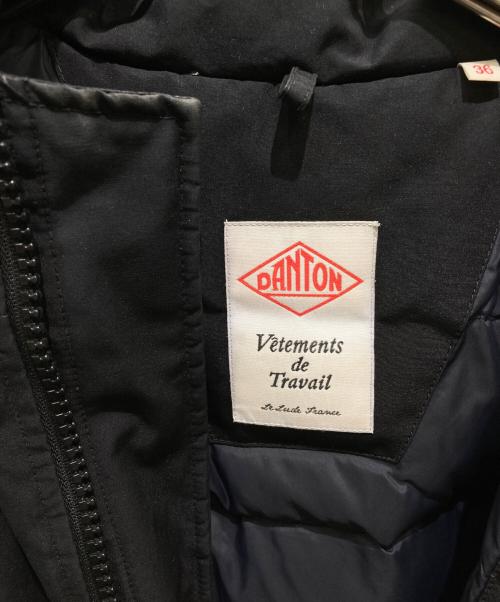 36
DANTON
Vêtements
de
Travail
Le Lude France